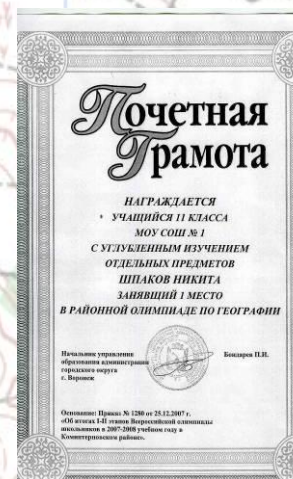 Почетная
Грамота
НАГРАЖДАЕТСЯ
УЧАЩИЙСЯ 11 КЛАССА
МОУ СОШ № 1
С УГЛУБЛЕННЫМ ИЗУЧЕНИЕМ
ОТДЕЛЬНЫХ ПРЕДМЕТОВ
ШПАКОВ НИКИТА
ЗАНЯВЩИЙ 1 МЕСТО
В РАЙОННОЙ ОЛИМПИАДЕ ПО ГЕОГРАФИИ
Начальник управления
образования администрации
городского округа
г. Воронеж
Бондарев П.И.
Основание: Приказ № 1280 от 25.12.2007 г.
«Об итогах I-II этапов Всероссийской олимпиады
школьников в 2007-2008 учебном году в
Коминтерновском районе».